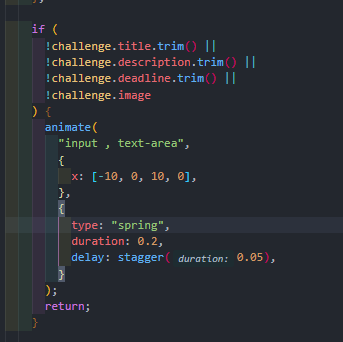 };
if (
!challenge.title.trim() ||
!challenge.description.trim() ||
!challenge.deadline.trim() ||
!challenge.image
) {
animate(
"input , text-area",
{
x: [-10, 0, 10, 0],
},
{
type: "spring",
duration: 0.2,
delay: stagger( duration: 0.05),
}
);
return;
}